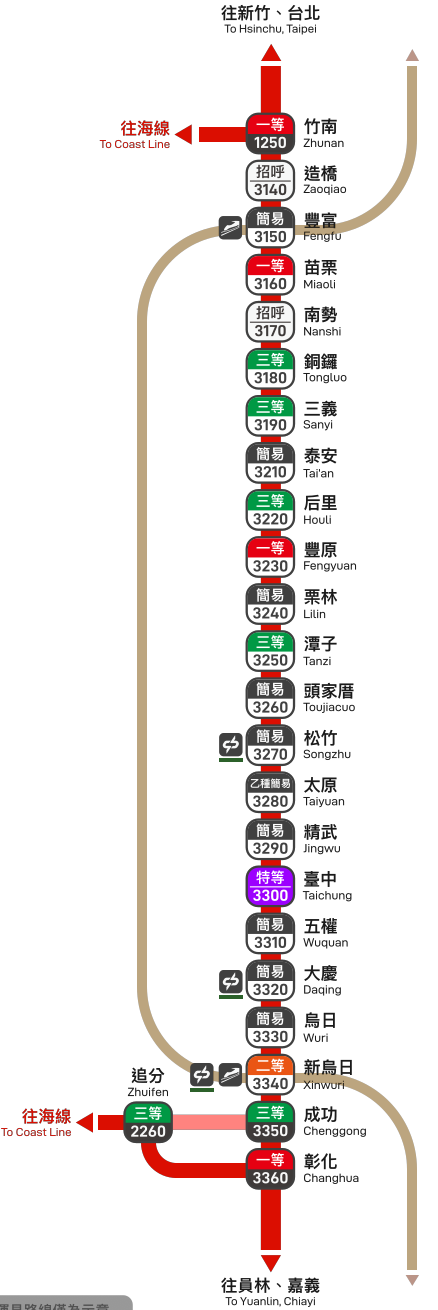 往新竹、台北
To Hsinchu, Taipei
往海線
To Coast Line
一等
1250
竹南
Zhunan
招呼
3140
造橋
Zaoqiao
簡易
3150
豐富
Fengfu
一等
3160
苗栗
Miaoli
招呼
3170
南勢
Nanshi
三等
3180
銅鑼
Tongluo
三等
3190
三義
Sanyi
簡易
3210
泰安
Tai'an
三等
3220
后里
Houli
一等
3230
豐原
Fengyuan
簡易
3240
栗林
Lilin
三等
3250
潭子
Tanzi
簡易
3260
頭家厝
Toujiacuo
簡易
3270
松竹
Songzhu
乙種簡易
3280
太原
Taiyuan
簡易
3290
精武
Jingwu
特等
3300
臺中
Taichung
簡易
3310
五權
Wuquan
簡易
3320
大慶
Daqing
簡易
3330
烏日
Wuri
二等
3340
新烏日
Xinwuri
追分
Zhuifen
三等
2260
往海線
To Coast Line
三等
3350
成功
Chenggong
一等
3360
彰化
Changhua
往員林、嘉義
To Yuanlin, Chiayi
路線僅為示意